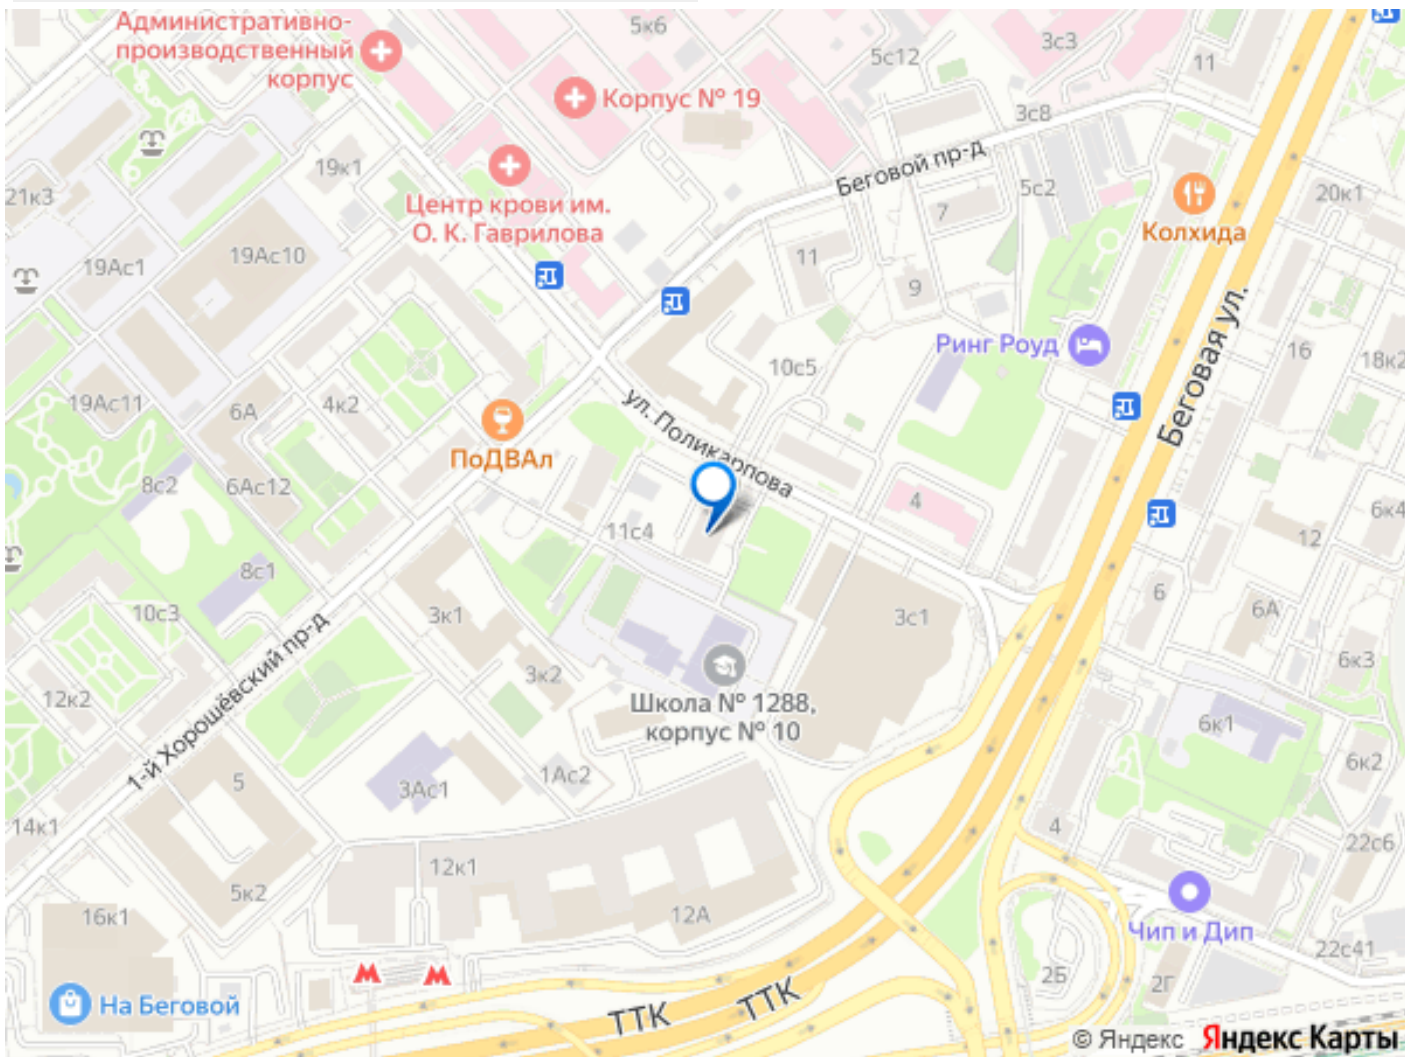 Административно-
производственный
корпус
5к6
5с12
3с3
11
Корпус № 19
3с8
19к1
Беговой пр-д
21к3
5с2
20к1
7
Центр крови им.
О. К. Гаврилова
Колхида
19Ас1
19Ас10
11
9
Беговая ул.
Ринг Роуд
16
18к2
10с5
19Ас11
6А
4к2
ул. Поликарпова
ПоДВАл
8с2
6Ас12
4
11с4
6к4
12
8с1
10с3
3к1
3с1
6
6А
1-й Хорошёвский пр-д
3к2
6к3
12к2
Школа № 1288,
корпус № 10
6к1
5
3Ас1
1Ас2
6к2
14к1
4
22с6
12к1
5к2
16к1
12А
Чип и Дип
22с41
2Б
2Г
На Беговой
ТТК
ТТК
© Яндекс Яндекс Карты